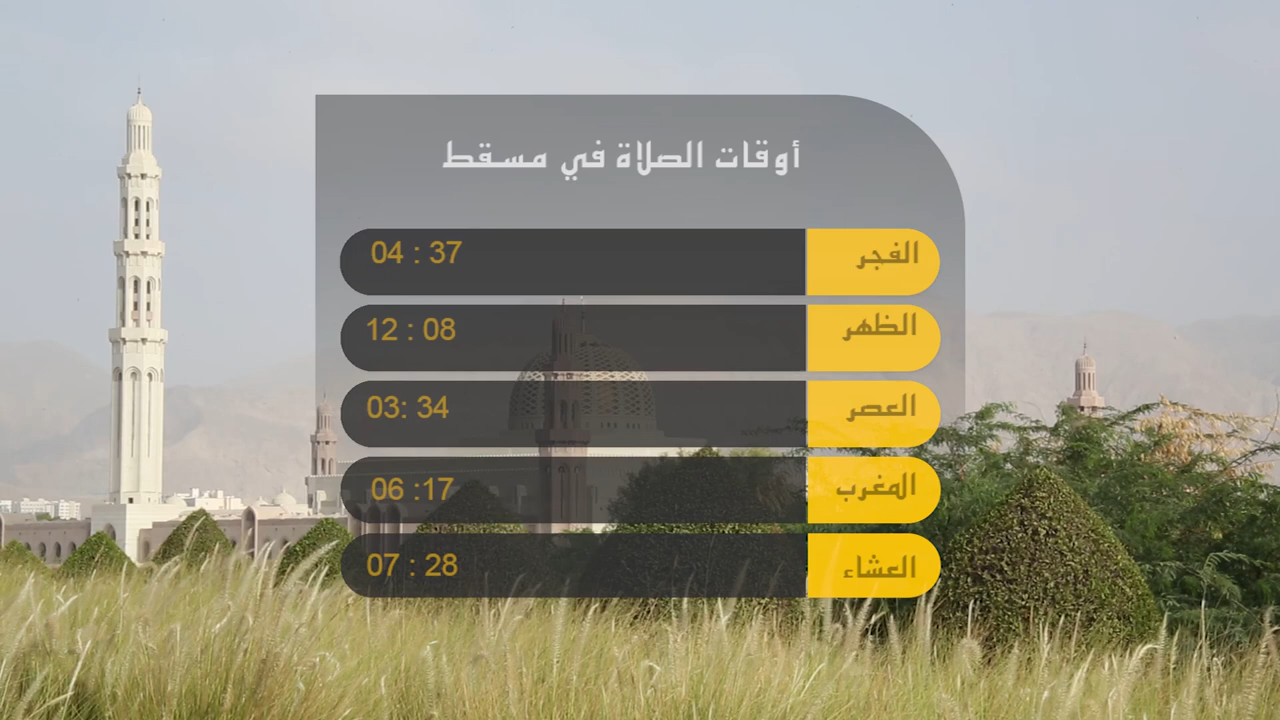 أوقات الصلاة في مسقط
الفجر 04 : 37
الظهر 12 : 08
العصر 03: 34
المغرب 06 :17
العشاء 07 : 28